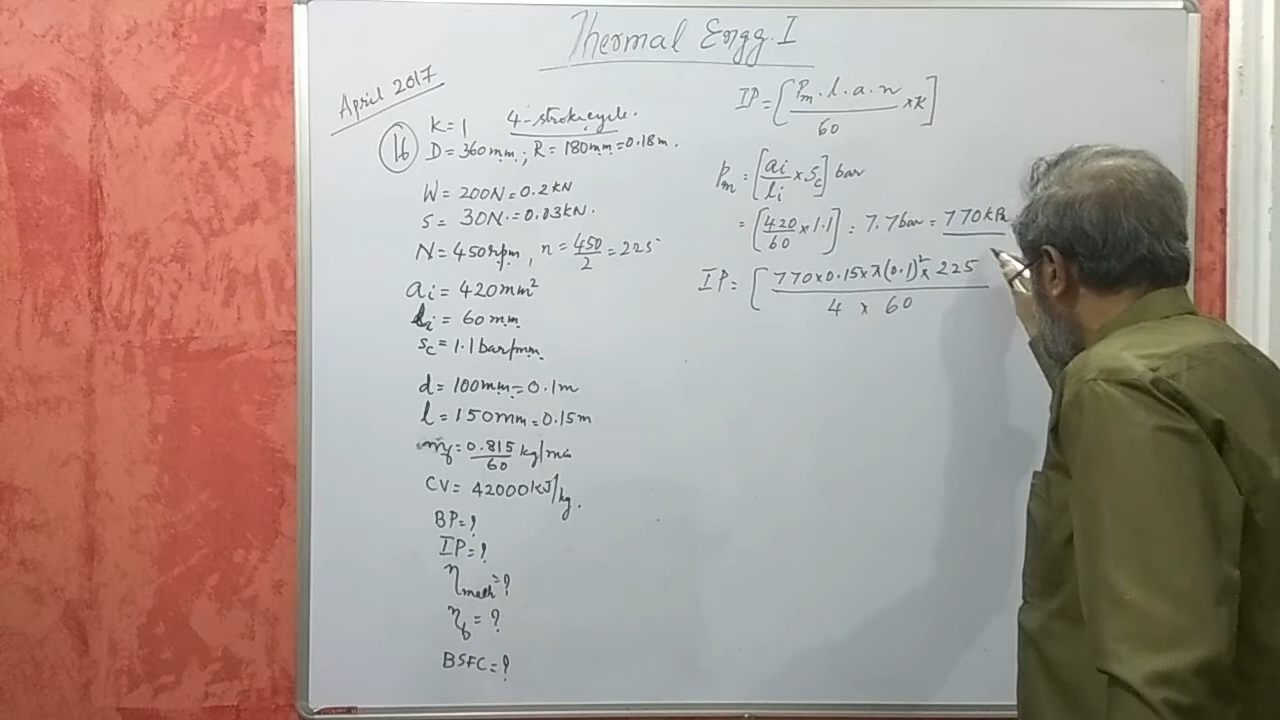 Thermal Engg. I
April 2017
16
K=1 4-stroke cycle.
D = 360mm; R = 180mm = 0.18m.
W = 200N = 0.2 kN
S = 30N. = 0.03kN.
N = 450rpm, n = 450/2 = 225
ai = 420mm²
li = 60 mm
Sc = 1.1 bar/mm
d = 100mm = 0.1m
l = 150mm = 0.15m
mf = 0.815/60 kg/min
CV = 42000 kJ/kg.
BP = ?
IP = ?
ηmech = ?
η = ?
BSFC = ?
IP = [Pm . l . a . n / 60 × K]
Pm = [ai/li × Sc] bar
= [420/60 × 1.1] = 7.7 bar = 770 kPa
IP = [770 × 0.15 × π × (0.1)² × 225 / 4 × 60